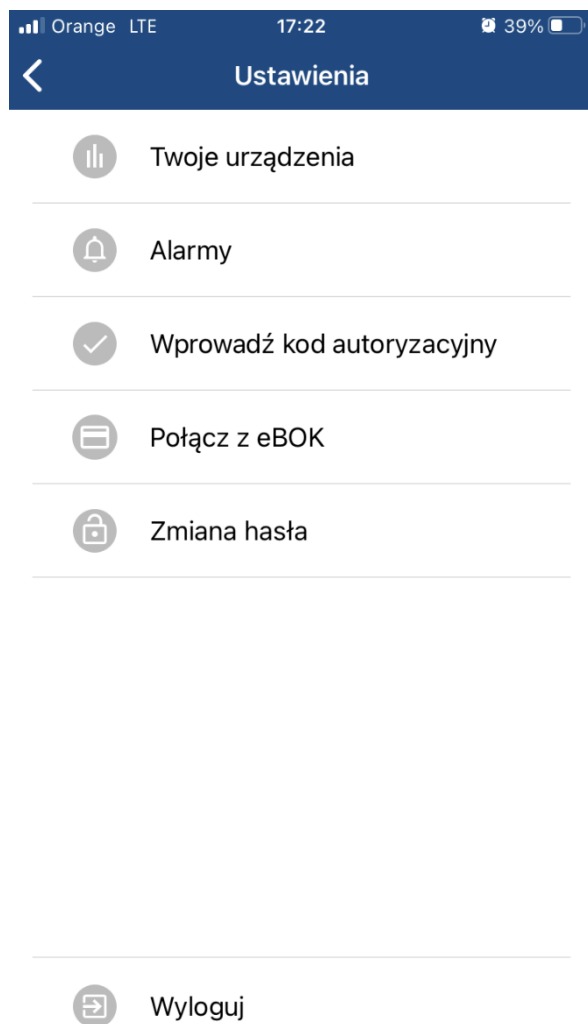 Orange LTE 17:22 39%
Ustawienia
Twoje urządzenia
Alarmy
Wprowadź kod autoryzacyjny
Połącz z eBOK
Zmiana hasła
Wyloguj